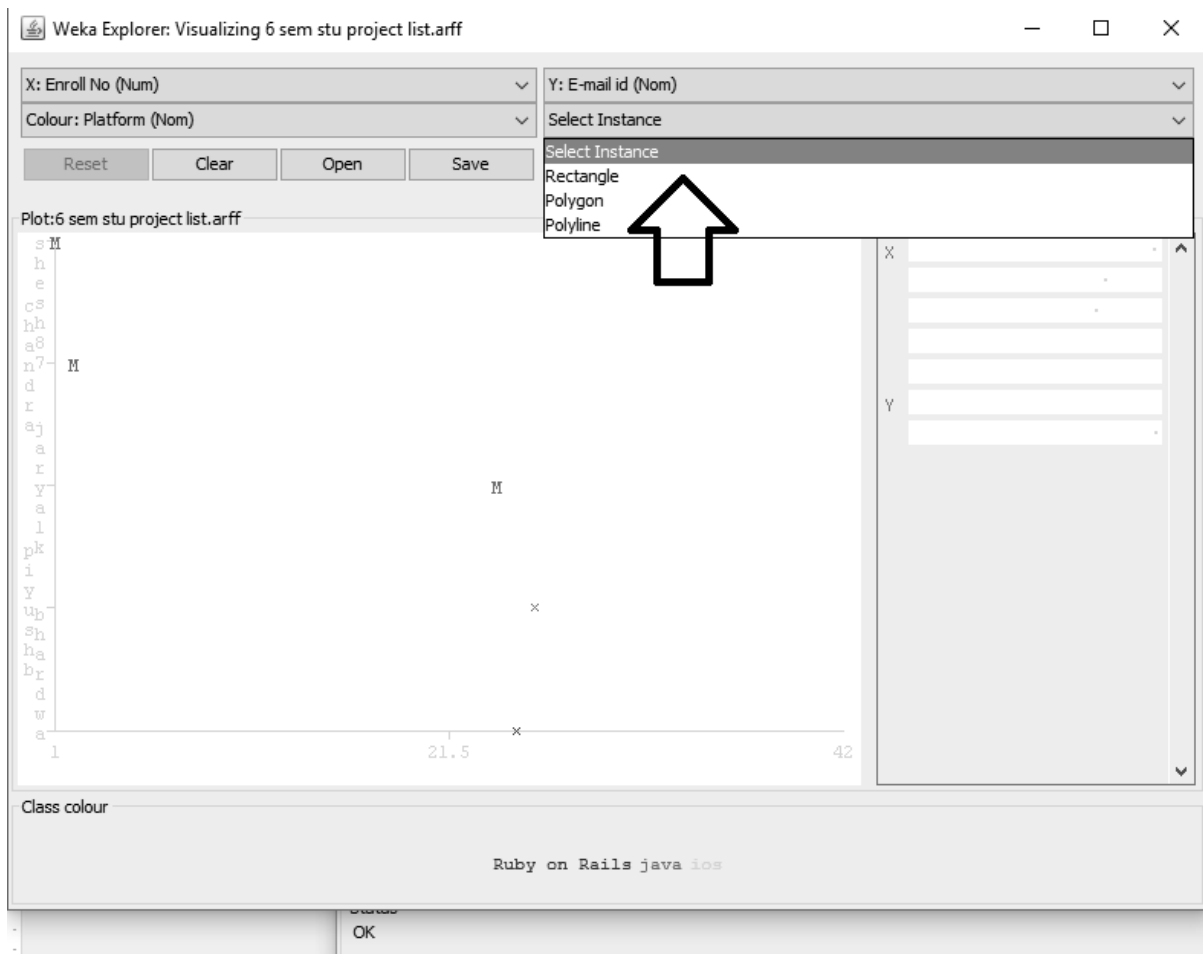 Weka Explorer: Visualizing 6 sem stu project list.arff
X: Enroll No (Num)
Y: E-mail id (Nom)
Colour: Platform (Nom)
Select Instance
Reset
Clear
Open
Save
Select Instance
Rectangle
Polygon
Polyline
Plot:6 sem stu project list.arff
M
M
M
x
x
1
21.5
42
X
Y
Class colour
Ruby on Rails java ios
OK